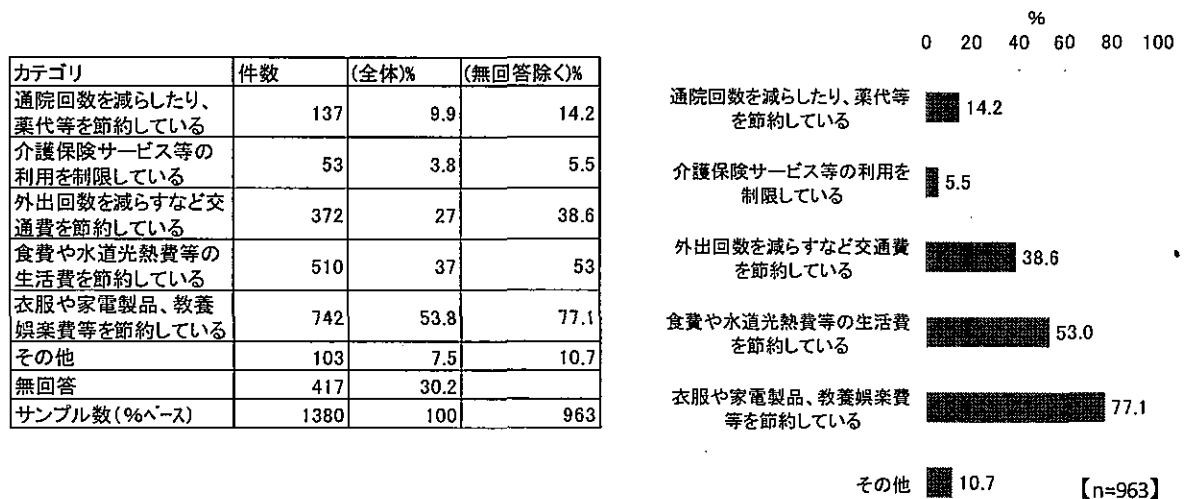 カテゴリ 件数 (全体)% (無回答除く)%
通院回数を減らしたり、
薬代等を節約している 137 9.9 14.2
介護保険サービス等の
利用を制限している 53 3.8 5.5
外出回数を減らすなど交
通費を節約している 372 27 38.6
食費や水道光熱費等の
生活費を節約している 510 37 53
衣服や家電製品、教養
娯楽費等を節約している 742 53.8 77.1
その他 103 7.5 10.7
無回答 417 30.2
サンプル数(%ベース) 1380 100 963
%
0 20 40 60 80 100
通院回数を減らしたり、薬代等
を節約している
14.2
介護保険サービス等の利用を
制限している
5.5
外出回数を減らすなど交通費
を節約している
38.6
食費や水道光熱費等の生活費
を節約している
53.0
衣服や家電製品、教養娯楽費
等を節約している
77.1
その他 10.7
【n=963】